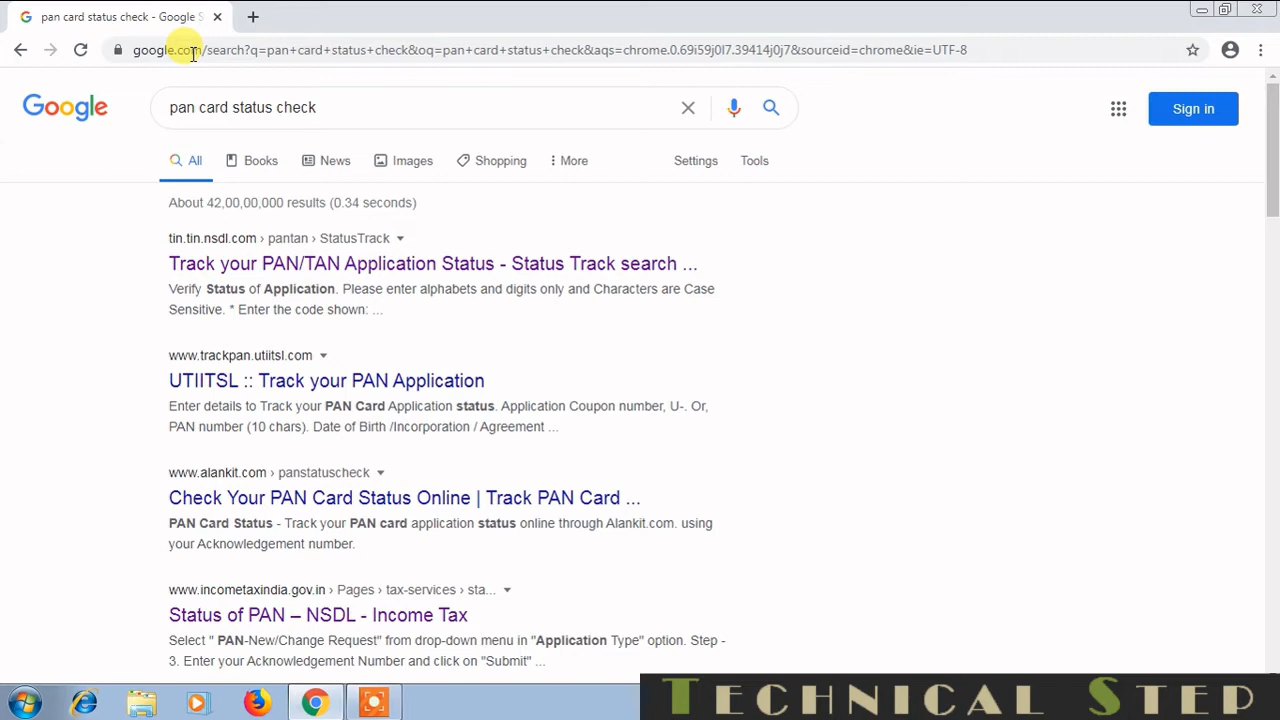 pan card status check - Google S
google.com/search?q=pan+card+status+check&oq=pan+card+status+check&aqs=chrome.0.69i59j0l7.39414j0j7&sourceid=chrome&ie=UTF-8
Google
pan card status check
Sign in
All
Books
News
Images
Shopping
More
Settings
Tools
About 42,00,00,000 results (0.34 seconds)
tin.tin.nsdl.com › pantan › StatusTrack
Track your PAN/TAN Application Status - Status Track search ...
Verify Status of Application. Please enter alphabets and digits only and Characters are Case
Sensitive. * Enter the code shown: ...
www.trackpan.utiitsl.com
UTIITSL :: Track your PAN Application
Enter details to Track your PAN Card Application status. Application Coupon number, U-. Or,
PAN number (10 chars). Date of Birth /Incorporation / Agreement ...
www.alankit.com › panstatuscheck
Check Your PAN Card Status Online | Track PAN Card ...
PAN Card Status - Track your PAN card application status online through Alankit.com. using
your Acknowledgement number.
www.incometaxindia.gov.in › Pages › tax-services › sta...
Status of PAN – NSDL - Income Tax
Select " PAN-New/Change Request" from drop-down menu in "Application Type" option. Step -
3. Enter your Acknowledgement Number and click on "Submit" ...
TECHNICAL STEP